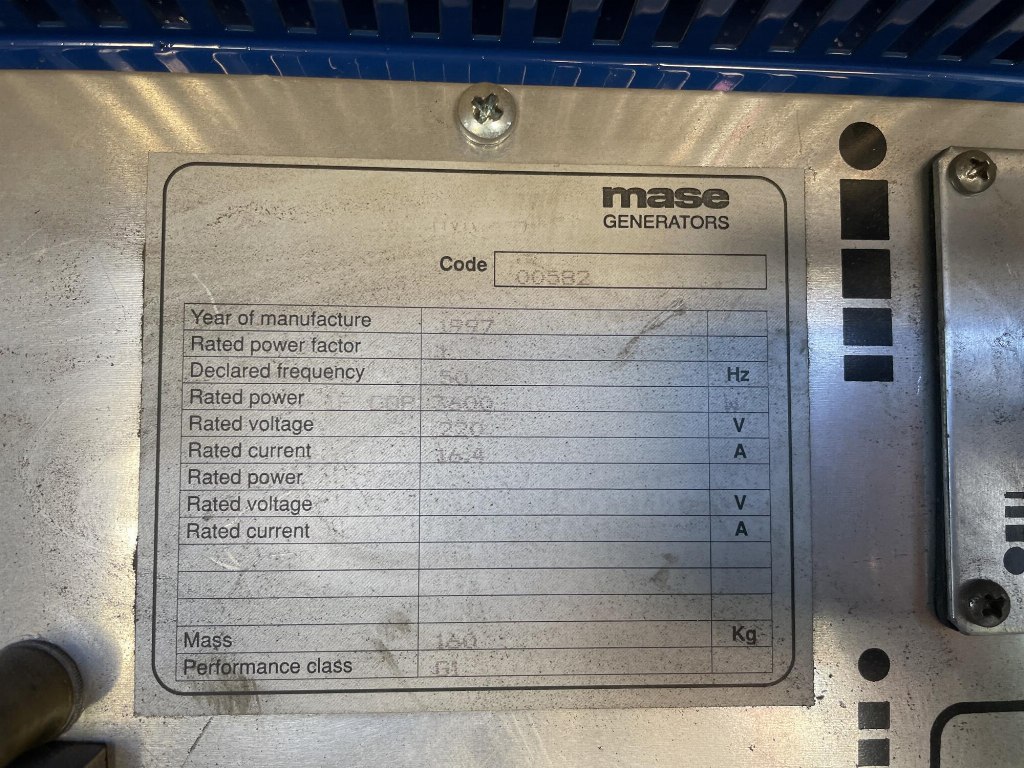 mase
GENERATORS
Code 00582
Year of manufacture 1997
Rated power factor 1
Declared frequency 50 Hz
Rated power COP 3600 W
Rated voltage 220 V
Rated current 16.4 A
Rated power
Rated voltage V
Rated current A
Mass 160 Kg
Performance class G1